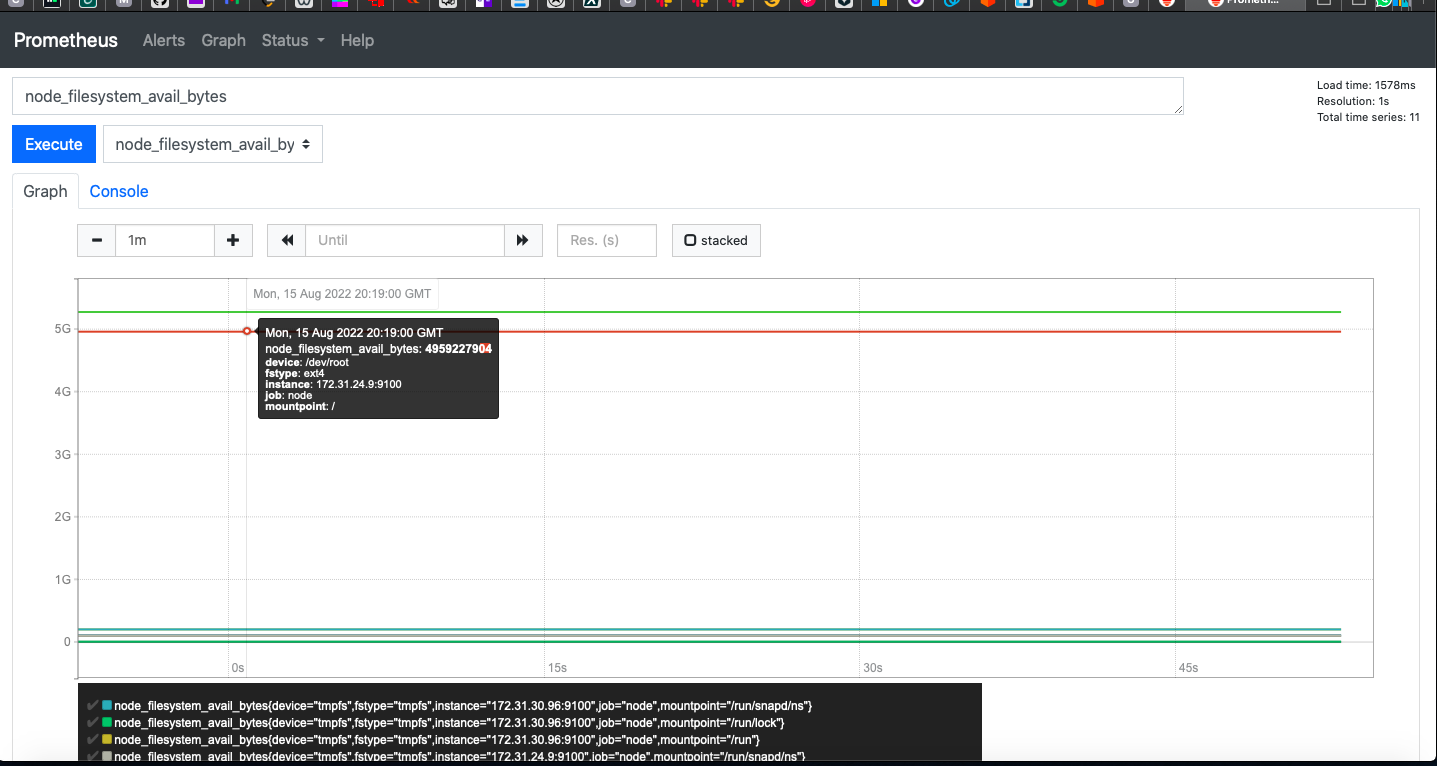 Prometheus Alerts Graph Status Help
node_filesystem_avail_bytes
Load time: 1578ms
Resolution: 1s
Total time series: 11
Execute node_filesystem_avail_by
Graph Console
1m Until Res. (s) stacked
Mon, 15 Aug 2022 20:19:00 GMT
Mon, 15 Aug 2022 20:19:00 GMT
node_filesystem_avail_bytes: 4959227904
device: /dev/root
fstype: ext4
instance: 172.31.24.9:9100
job: node
mountpoint: /
5G
4G
3G
2G
1G
0
0s 15s 30s 45s
node_filesystem_avail_bytes{device="tmpfs",fstype="tmpfs",instance="172.31.30.96:9100",job="node",mountpoint="/run/snapd/ns"}
node_filesystem_avail_bytes{device="tmpfs",fstype="tmpfs",instance="172.31.30.96:9100",job="node",mountpoint="/run/lock"}
node_filesystem_avail_bytes{device="tmpfs",fstype="tmpfs",instance="172.31.30.96:9100",job="node",mountpoint="/run"}
node_filesystem_avail_bytes{device="tmpfs",fstype="tmpfs",instance="172.31.24.9:9100",job="node",mountpoint="/run/snapd/ns"}